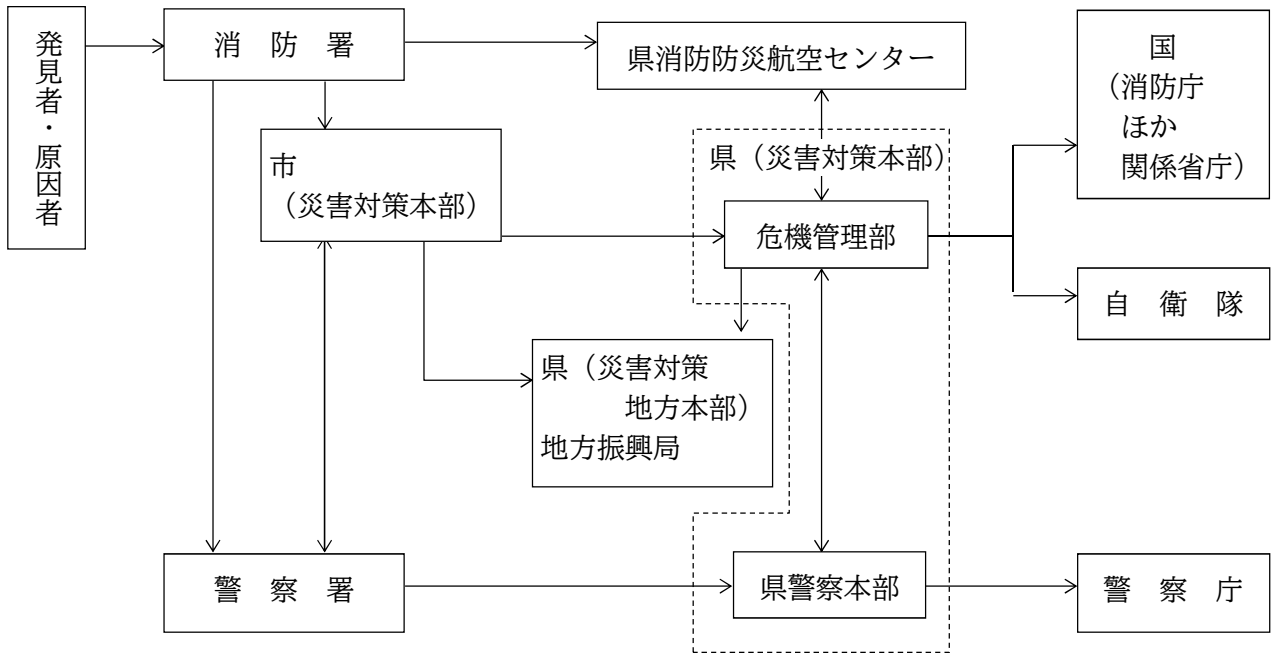 発見者・原因者
消　防　署
県消防防災航空センター
国
（消防庁
ほか
関係省庁）
市
（災害対策本部）
県（災害対策本部）
危機管理部
自　衛　隊
県（災害対策
地方本部）
地方振興局
警　察　署
県警察本部
警　察　庁